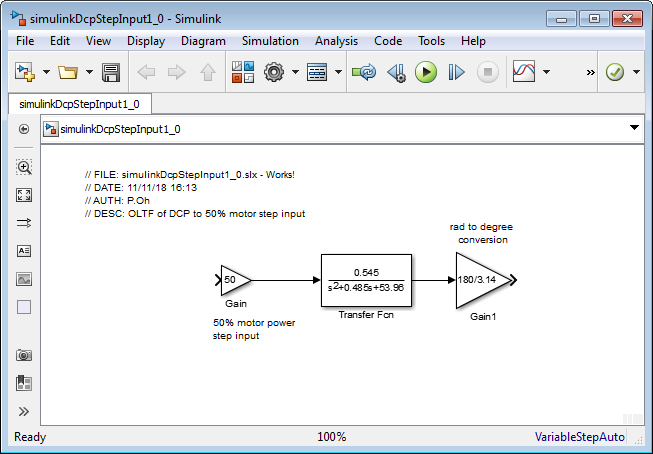 simulinkDcpStepInput1_0 - Simulink
File Edit View Display Diagram Simulation Analysis Code Tools Help
»
simulinkDcpStepInput1_0
simulinkDcpStepInput1_0
// FILE: simulinkDcpStepInput1_0.slx - Works!
// DATE: 11/11/18 16:13
// AUTH: P.Oh
// DESC: OLTF of DCP to 50% motor step input
rad to degree
conversion
50
0.545
s2+0.485s+53.96
180/3.14
Gain
Transfer Fcn
Gain1
50% motor power
step input
A
»
Ready 100% VariableStepAuto